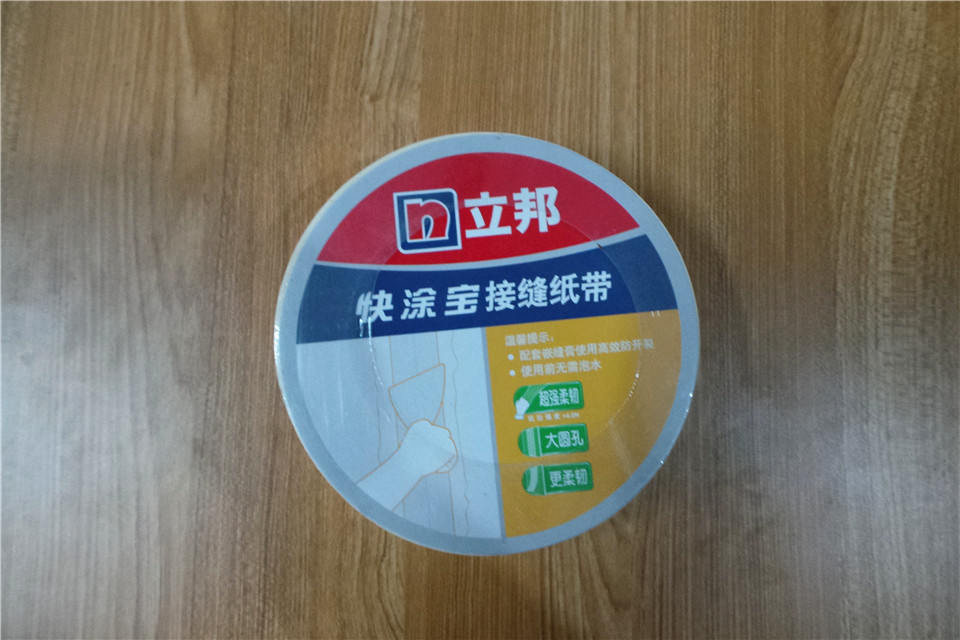 n 立邦
快涂宝接缝纸带
温馨提示：
● 配套嵌缝膏使用高效防开裂
● 使用前无需泡水
超强柔韧
大圆孔
更柔韧